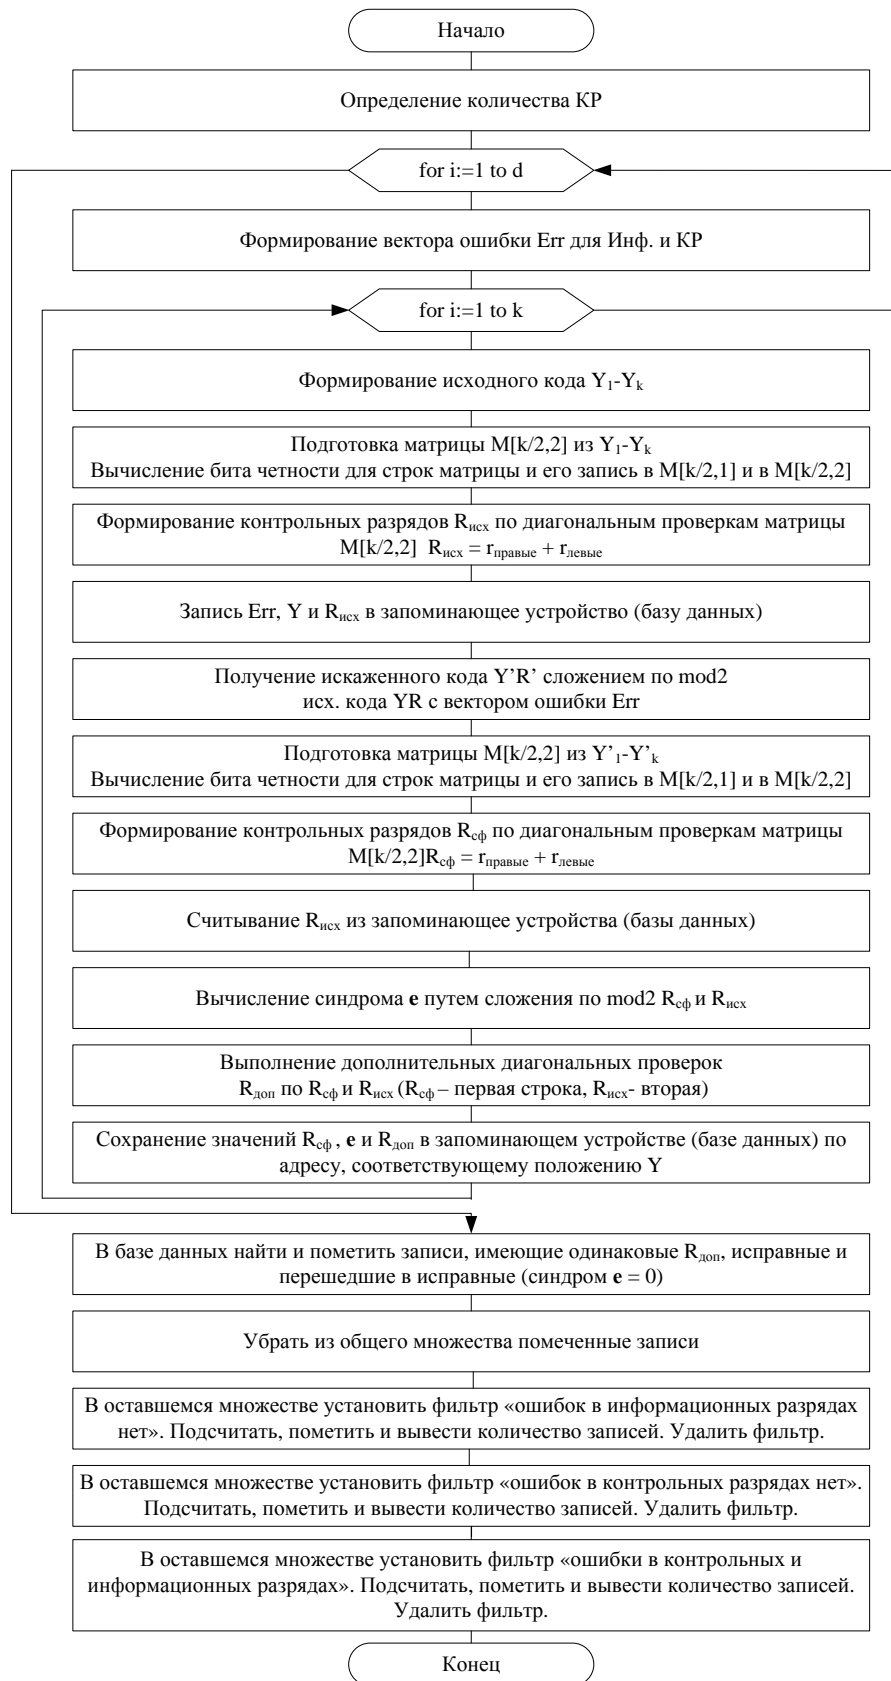 Начало
Определение количества КР
for i:=1 to d
Формирование вектора ошибки Err для Инф. и КР
for i:=1 to k
Формирование исходного кода Y₁-Yₖ
Подготовка матрицы M[k/2,2] из Y₁-Yₖ
Вычисление бита четности для строк матрицы и его запись в M[k/2,1] и в M[k/2,2]
Формирование контрольных разрядов Rисх по диагональным проверкам матрицы
M[k/2,2] Rисх = rправые + rлевые
Запись Err, Y и Rисх в запоминающее устройство (базу данных)
Получение искаженного кода Y’R’ сложением по mod2
исх. кода YR с вектором ошибки Err
Подготовка матрицы M[k/2,2] из Y’₁-Y’ₖ
Вычисление бита четности для строк матрицы и его запись в M[k/2,1] и в M[k/2,2]
Формирование контрольных разрядов Rсф по диагональным проверкам матрицы
M[k/2,2]Rсф = rправые + rлевые
Считывание Rисх из запоминающее устройства (базы данных)
Вычисление синдрома e путем сложения по mod2 Rсф и Rисх
Выполнение дополнительных диагональных проверок
Rдоп по Rсф и Rисх (Rсф – первая строка, Rисх- вторая)
Сохранение значений Rсф , e и Rдоп в запоминающем устройстве (базе данных) по
адресу, соответствующему положению Y
В базе данных найти и пометить записи, имеющие одинаковые Rдоп, исправные и
перешедшие в исправные (синдром e = 0)
Убрать из общего множества помеченные записи
В оставшемся множестве установить фильтр «ошибок в информационных разрядах
нет». Подсчитать, пометить и вывести количество записей. Удалить фильтр.
В оставшемся множестве установить фильтр «ошибок в контрольных разрядах нет».
Подсчитать, пометить и вывести количество записей. Удалить фильтр.
В оставшемся множестве установить фильтр «ошибки в контрольных и
информационных разрядах». Подсчитать, пометить и вывести количество записей.
Удалить фильтр.
Конец